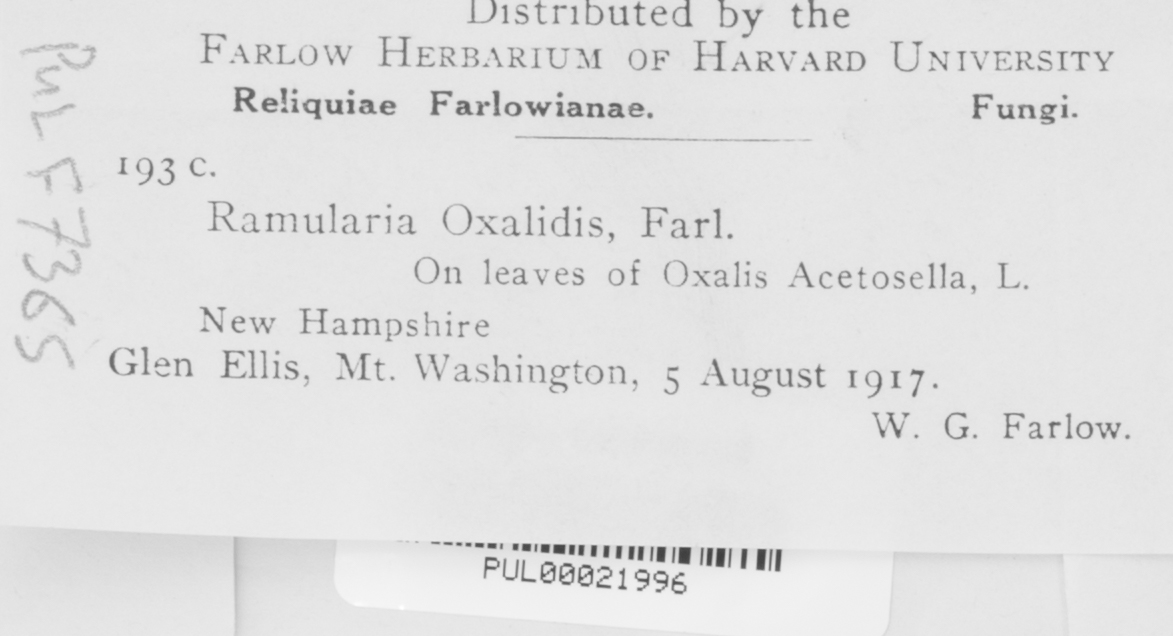 Distributed by the
FARLOW HERBARIUM OF HARVARD UNIVERSITY
Reliquiae Farlowianae. Fungi.
193 c.
Ramularia Oxalidis, Farl.
On leaves of Oxalis Acetosella, L.
New Hampshire
Glen Ellis, Mt. Washington, 5 August 1917.
W. G. Farlow.
PUL F7365
PUL00021996